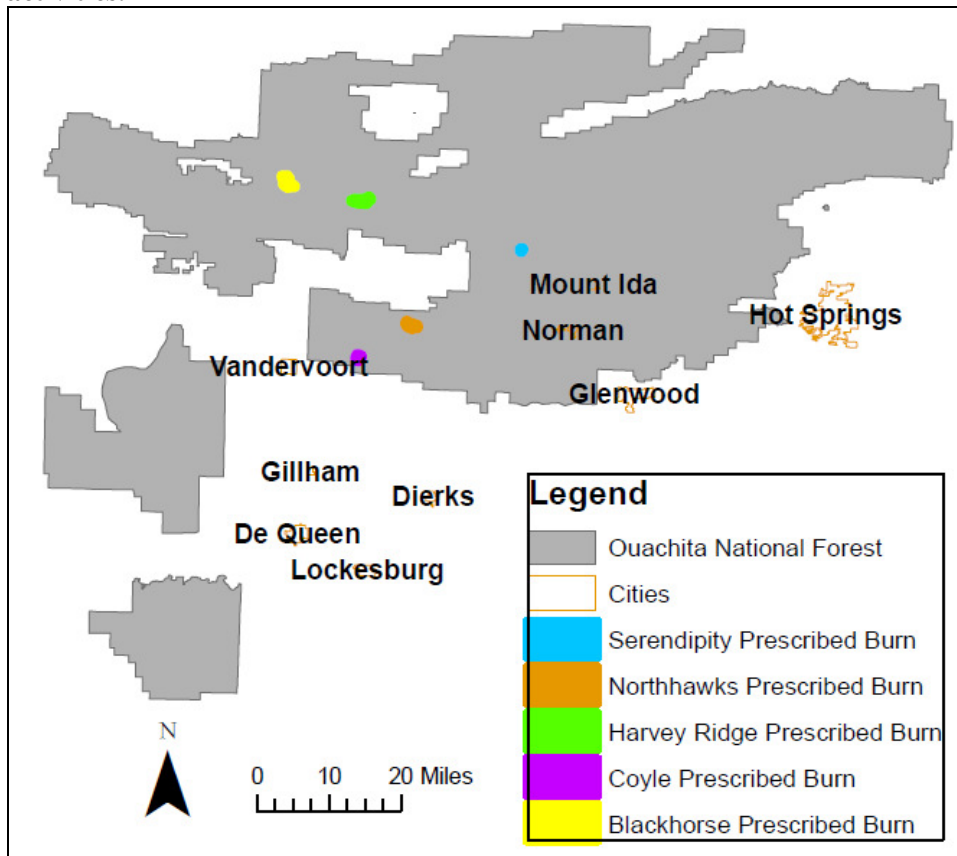 Mount Ida
Hot Springs
Norman
Vandervoort
Glenwood
Gillham
Dierks
De Queen
Lockesburg
Legend
Ouachita National Forest
Cities
Serendipity Prescribed Burn
Northhawks Prescribed Burn
Harvey Ridge Prescribed Burn
Coyle Prescribed Burn
Blackhorse Prescribed Burn
N
0 10 20 Miles